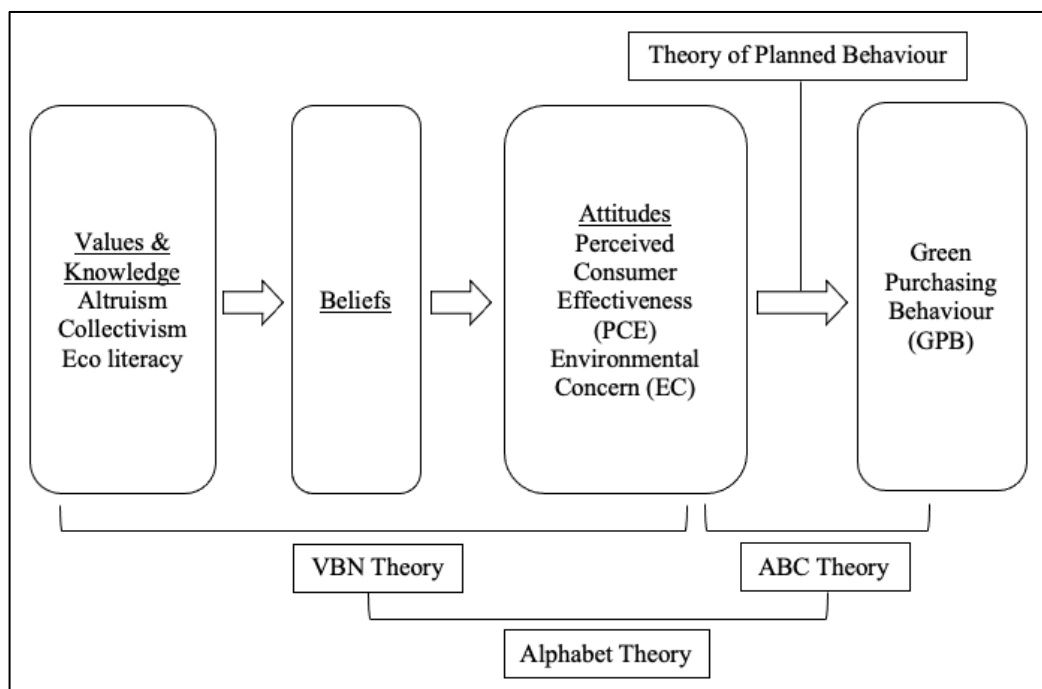 Theory of Planned Behaviour
Values &
Knowledge
Altruism
Collectivism
Eco literacy
Beliefs
Attitudes
Perceived
Consumer
Effectiveness
(PCE)
Environmental
Concern (EC)
Green
Purchasing
Behaviour
(GPB)
VBN Theory
ABC Theory
Alphabet Theory